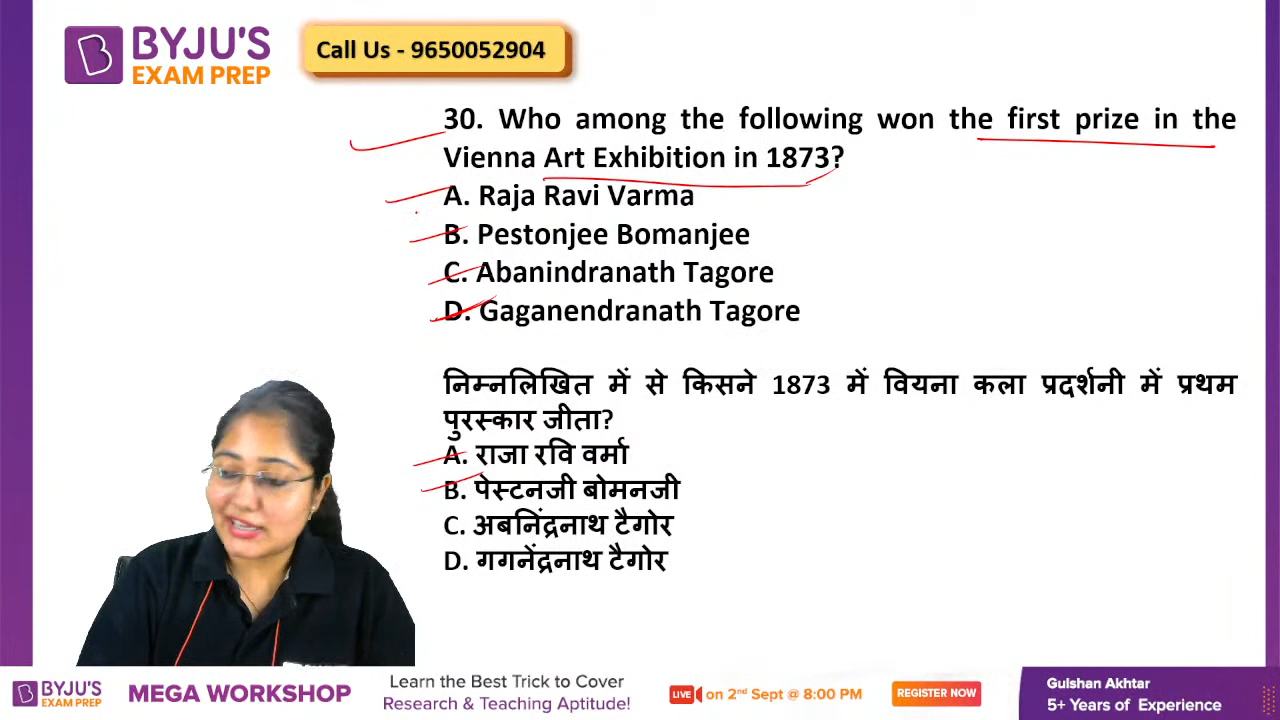 BYJU'S
EXAM PREP
Call Us - 9650052904
30. Who among the following won the first prize in the
Vienna Art Exhibition in 1873?
A. Raja Ravi Varma
B. Pestonjee Bomanjee
C. Abanindranath Tagore
D. Gaganendranath Tagore
निम्नलिखित में से किसने 1873 में वियना कला प्रदर्शनी में प्रथम
पुरस्कार जीता?
A. राजा रवि वर्मा
B. पेस्टनजी बोमनजी
C. अबनिंद्रनाथ टैगोर
D. गगनेंद्रनाथ टैगोर
BYJU'S
EXAM PREP
MEGA WORKSHOP
Learn the Best Trick to Cover
Research & Teaching Aptitude!
LIVE on 2nd Sept @ 8:00 PM
REGISTER NOW
Gulshan Akhtar
5+ Years of Experience